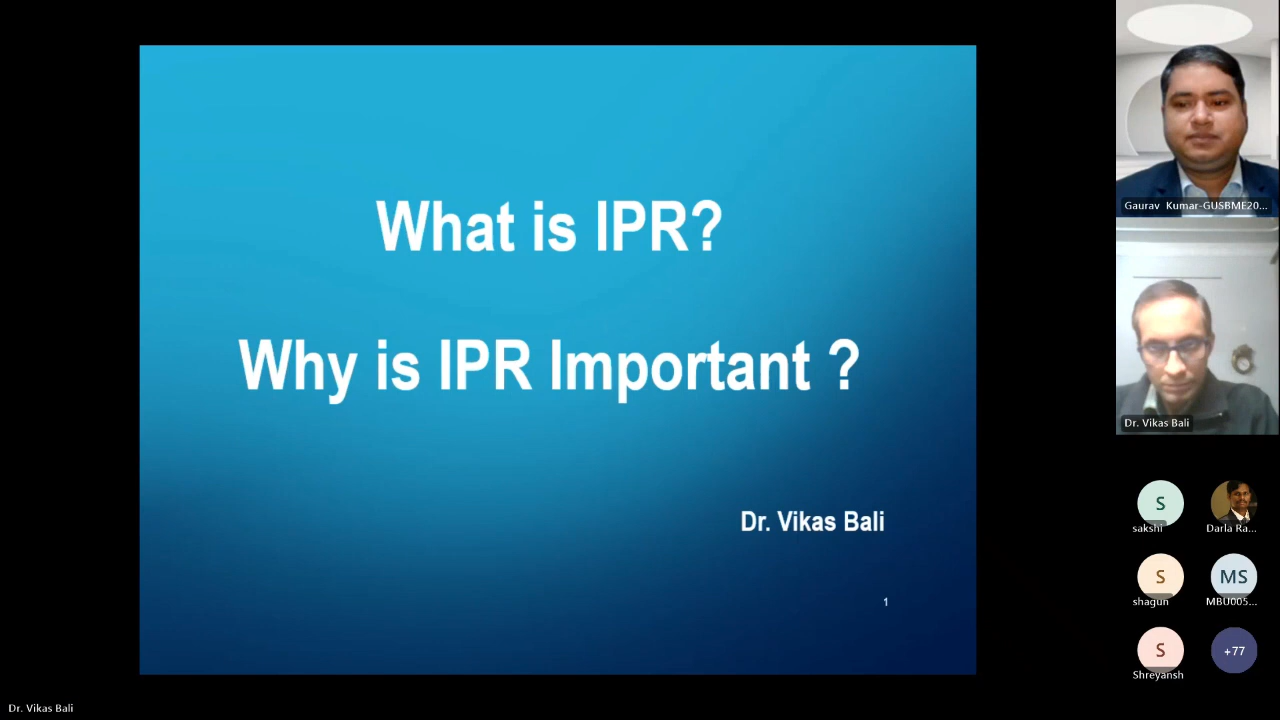 What is IPR?
Why is IPR Important ?
Dr. Vikas Bali
1
Gaurav Kumar-GUSBME20...
Dr. Vikas Bali
S
sakshi
Darla Ra...
S
shagun
MS
MBU005...
S
Shreyansh
+77
Dr. Vikas Bali